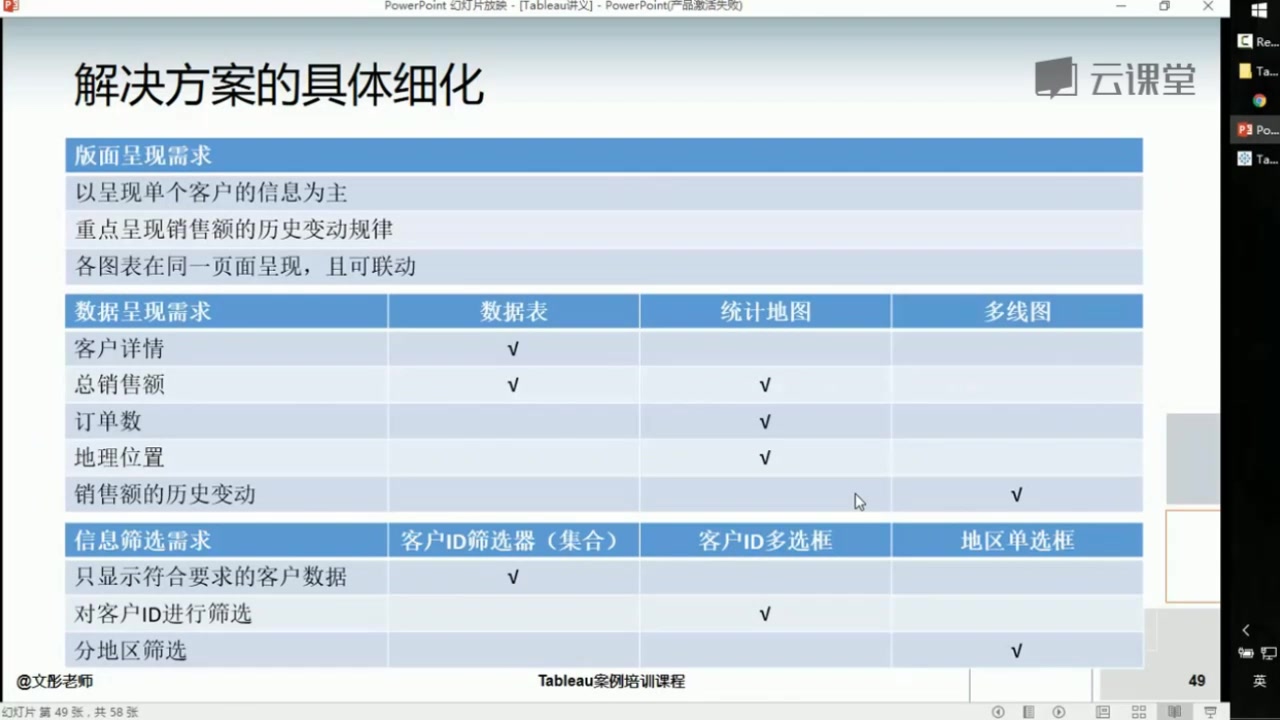 PowerPoint 幻灯片放映 - [Tableau讲义] - PowerPoint(产品激活失败)
解决方案的具体细化
云课堂
版面呈现需求
以呈现单个客户的信息为主
重点呈现销售额的历史变动规律
各图表在同一页面呈现，且可联动
数据呈现需求 数据表 统计地图 多线图
客户详情 √
总销售额 √ √
订单数 √
地理位置 √
销售额的历史变动 √
信息筛选需求 客户ID筛选器（集合） 客户ID多选框 地区单选框
只显示符合要求的客户数据 √
对客户ID进行筛选 √
分地区筛选 √
@文彤老师 Tableau案例培训课程 49
幻灯片 第 49 张，共 58 张
Re...
Ta...
Po...
Ta...
英